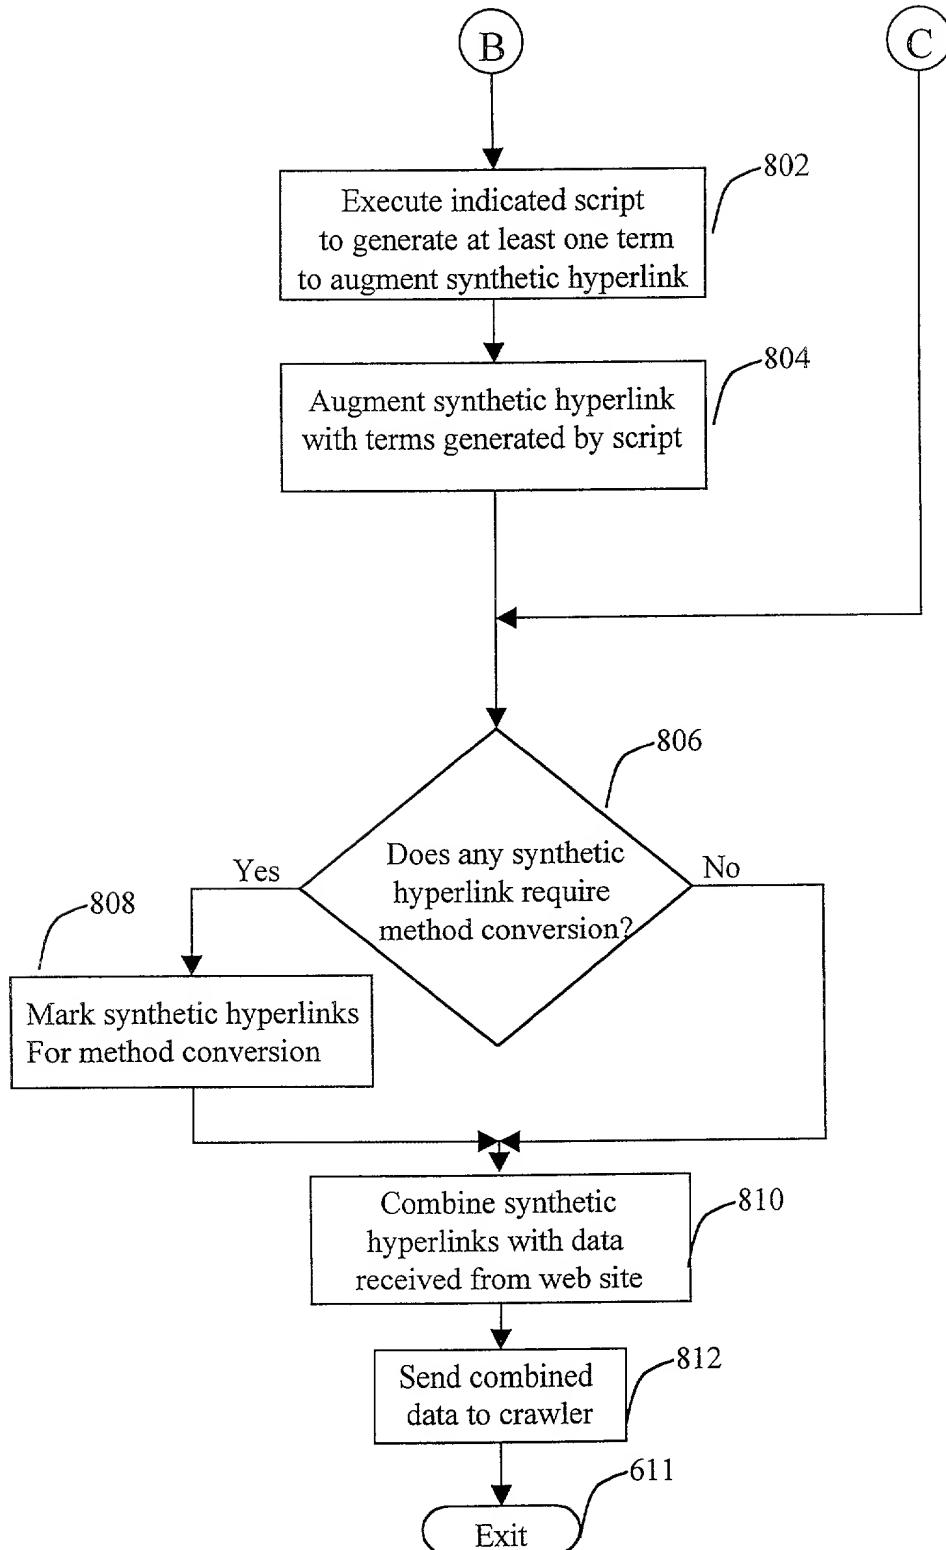 B
C
802
Execute indicated script
to generate at least one term
to augment synthetic hyperlink
804
Augment synthetic hyperlink
with terms generated by script
806
Does any synthetic
hyperlink require
method conversion?
Yes
No
808
Mark synthetic hyperlinks
For method conversion
810
Combine synthetic
hyperlinks with data
received from web site
812
Send combined
data to crawler
611
Exit